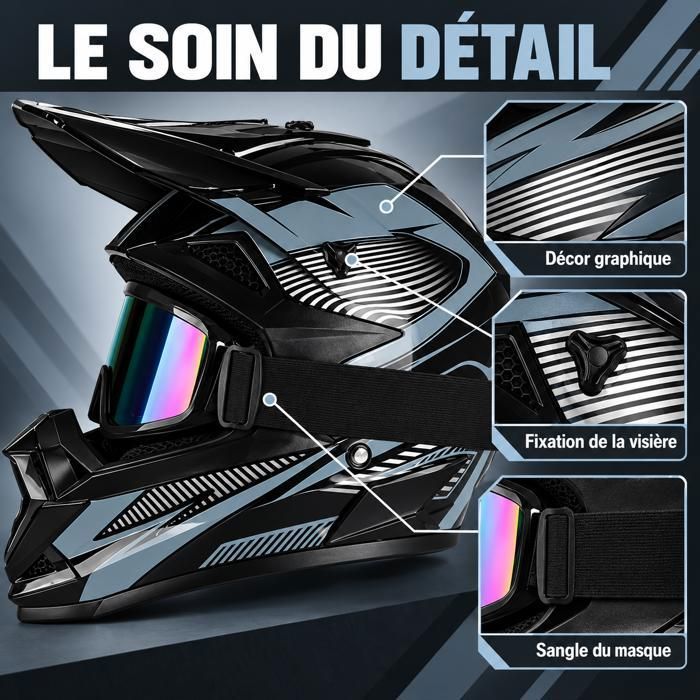 LE SOIN DU DÉTAIL
Décor graphique
Fixation de la visière
Sangle du masque